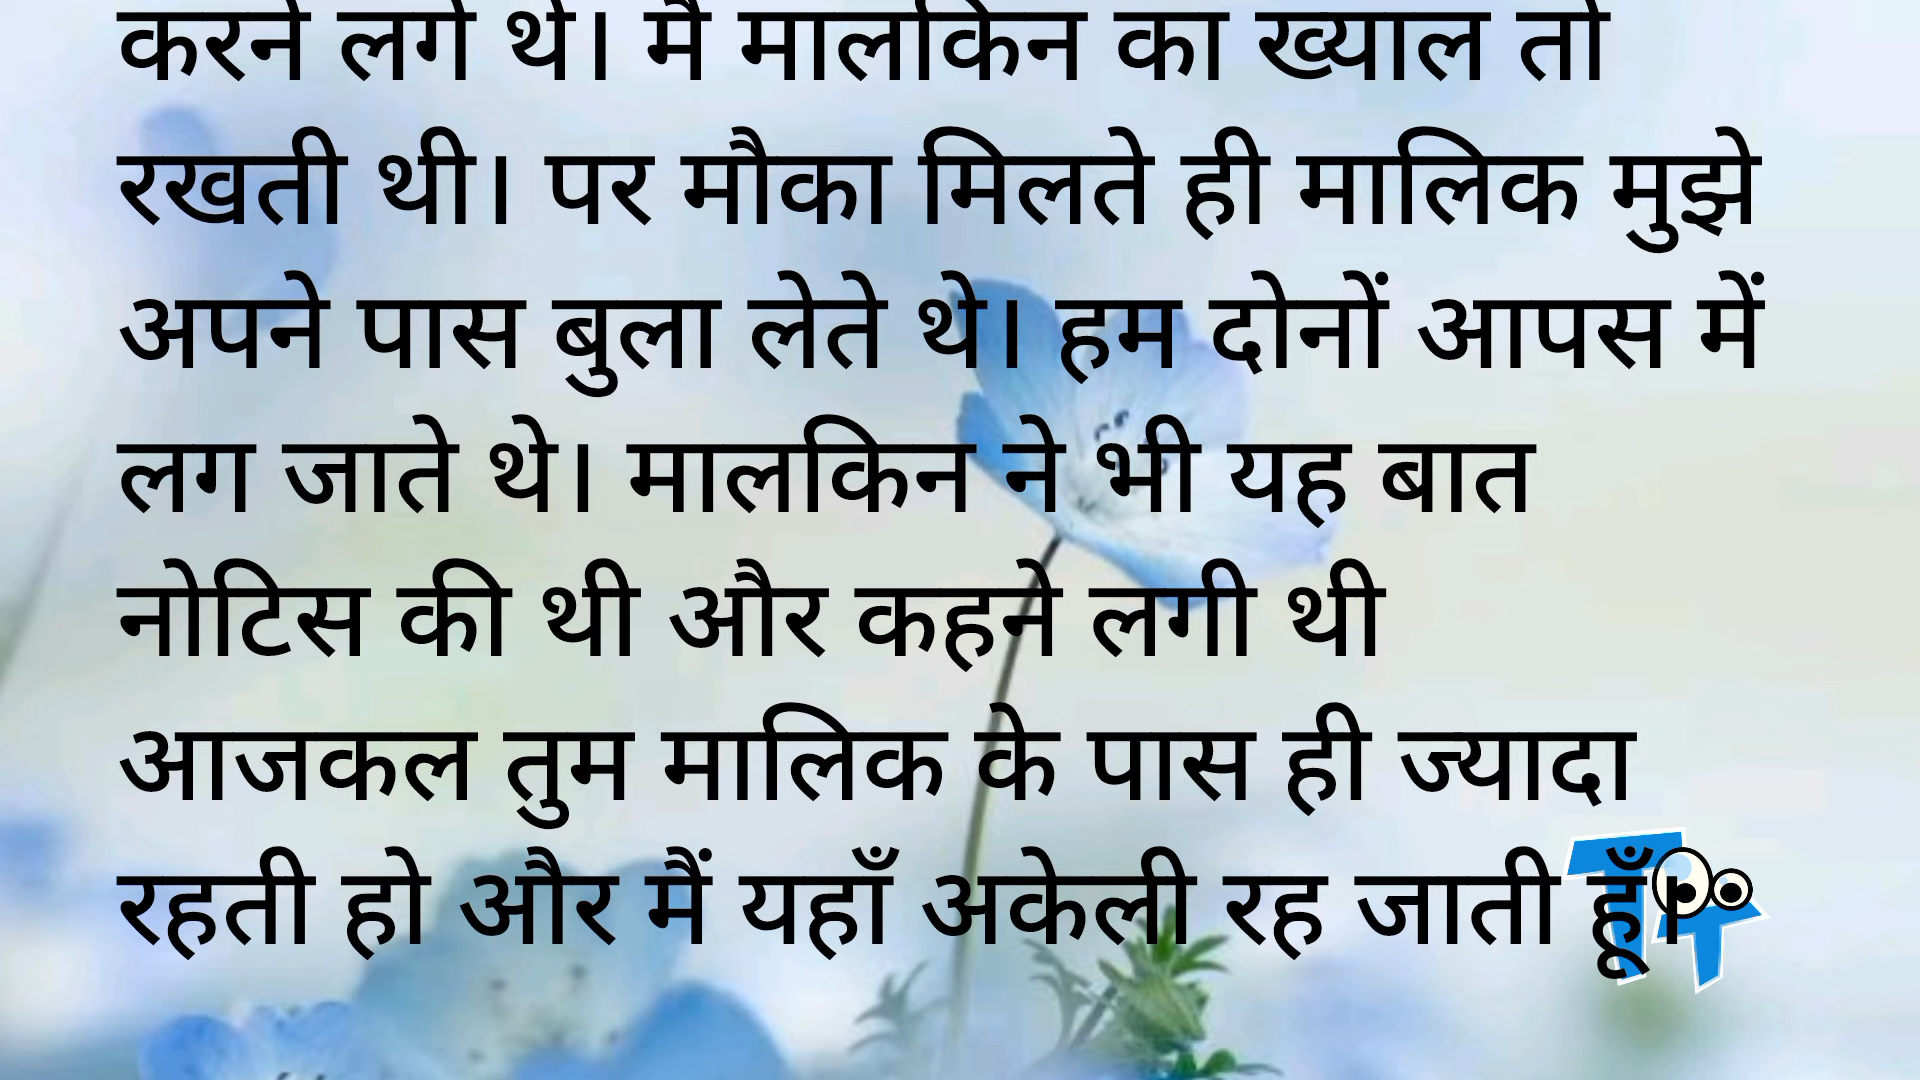 करने लगे थे। मैं मालकिन का ख्याल तो
रखती थी। पर मौका मिलते ही मालिक मुझे
अपने पास बुला लेते थे। हम दोनों आपस में
लग जाते थे। मालकिन ने भी यह बात
नोटिस की थी और कहने लगी थी
आजकल तुम मालिक के पास ही ज्यादा
रहती हो और मैं यहाँ अकेली रह जाती हूँ।